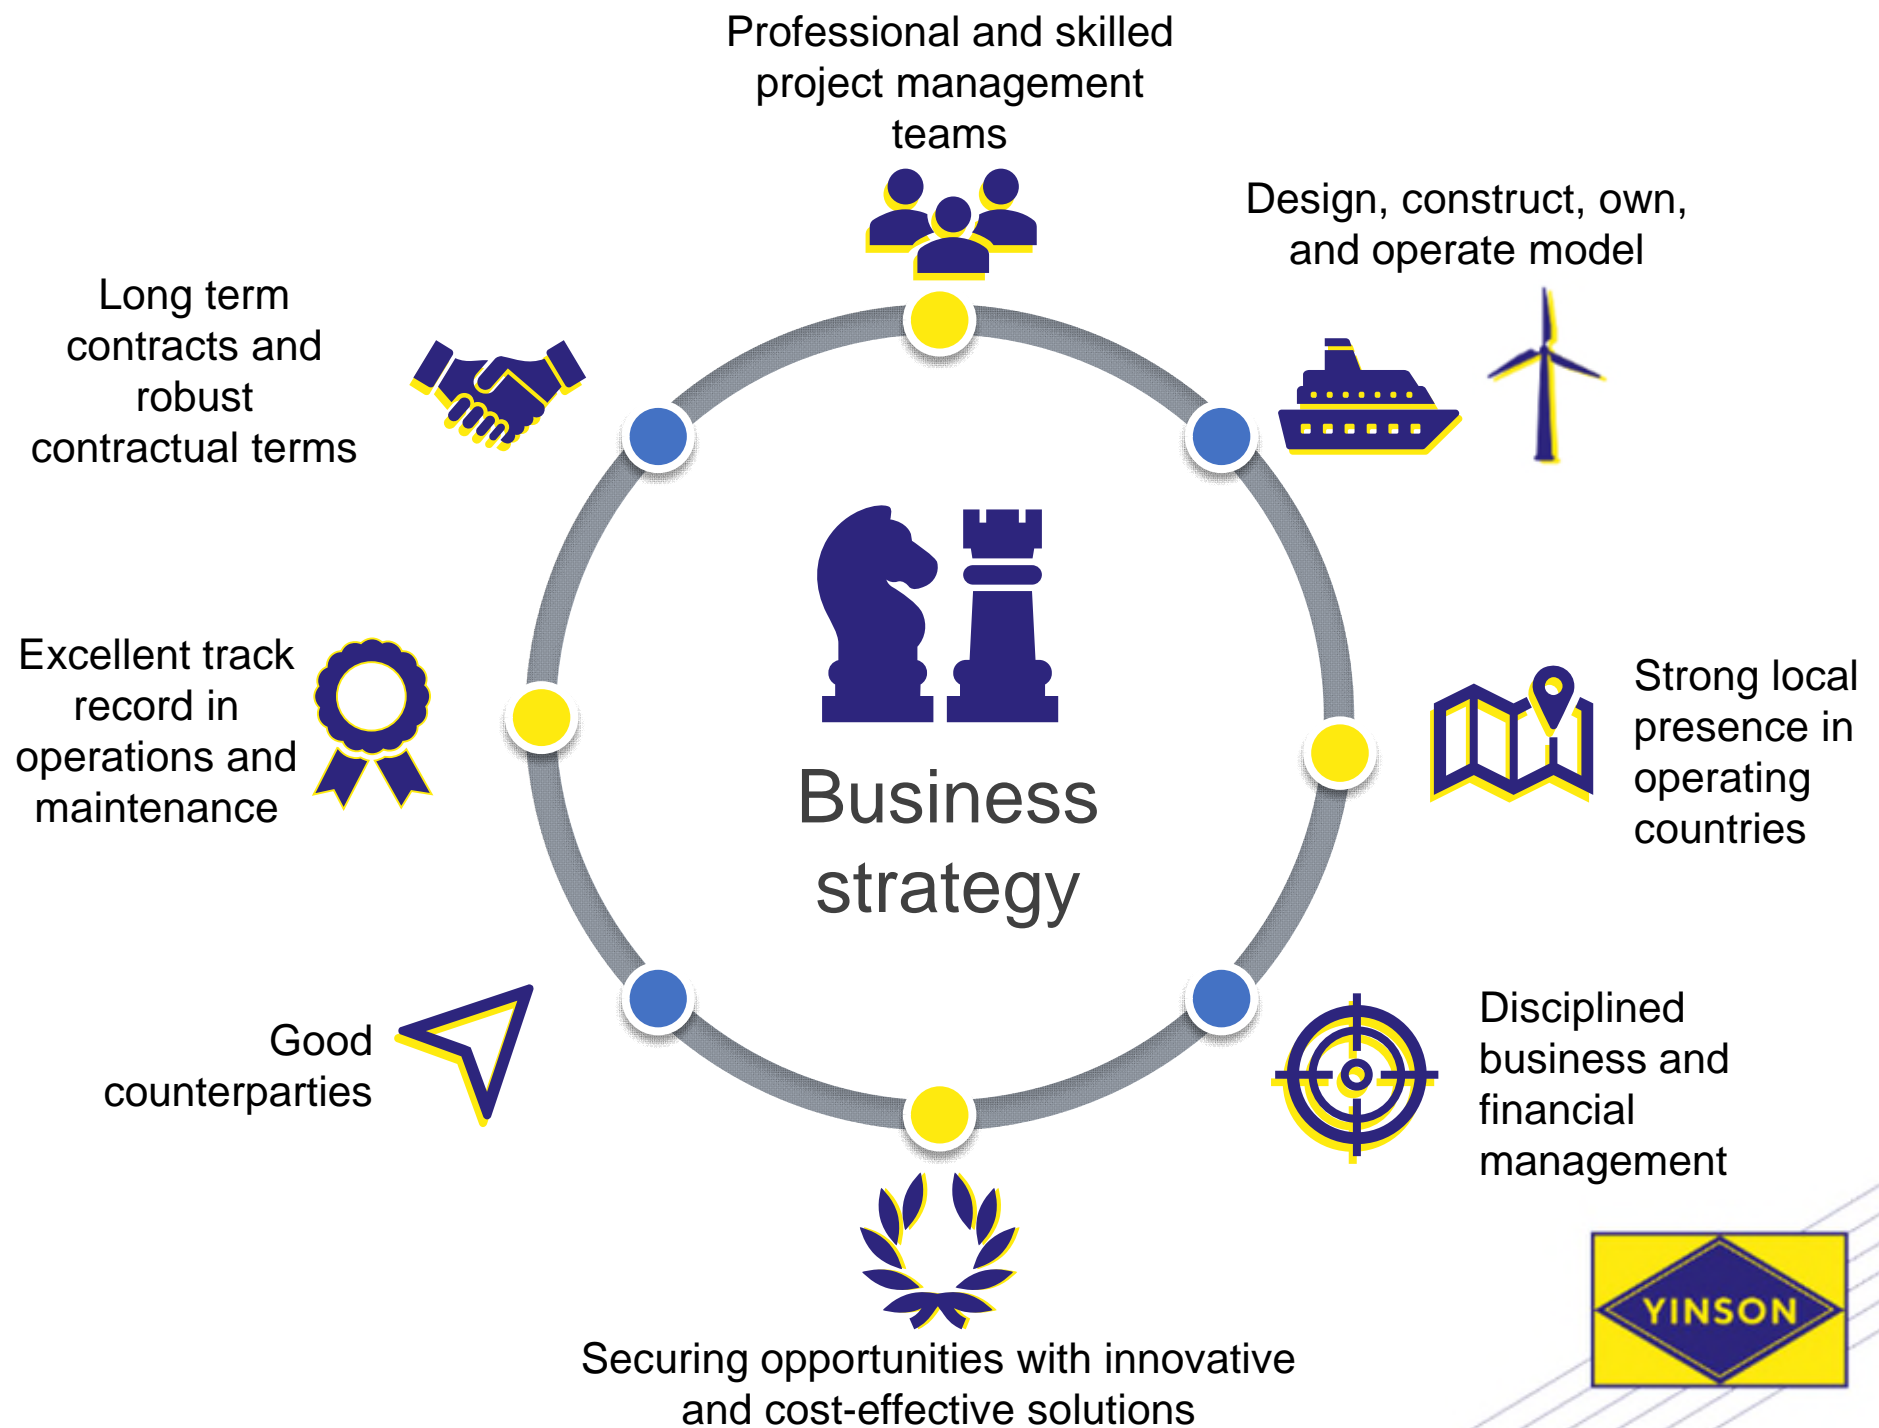 Professional and skilled
project management
teams
Design, construct, own,
and operate model
Long term
contracts and
robust
contractual terms
Strong local
presence in
operating
countries
Excellent track
record in
operations and
maintenance
Business
strategy
Disciplined
business and
financial
management
Good
counterparties
Securing opportunities with innovative
and cost-effective solutions
YINSON